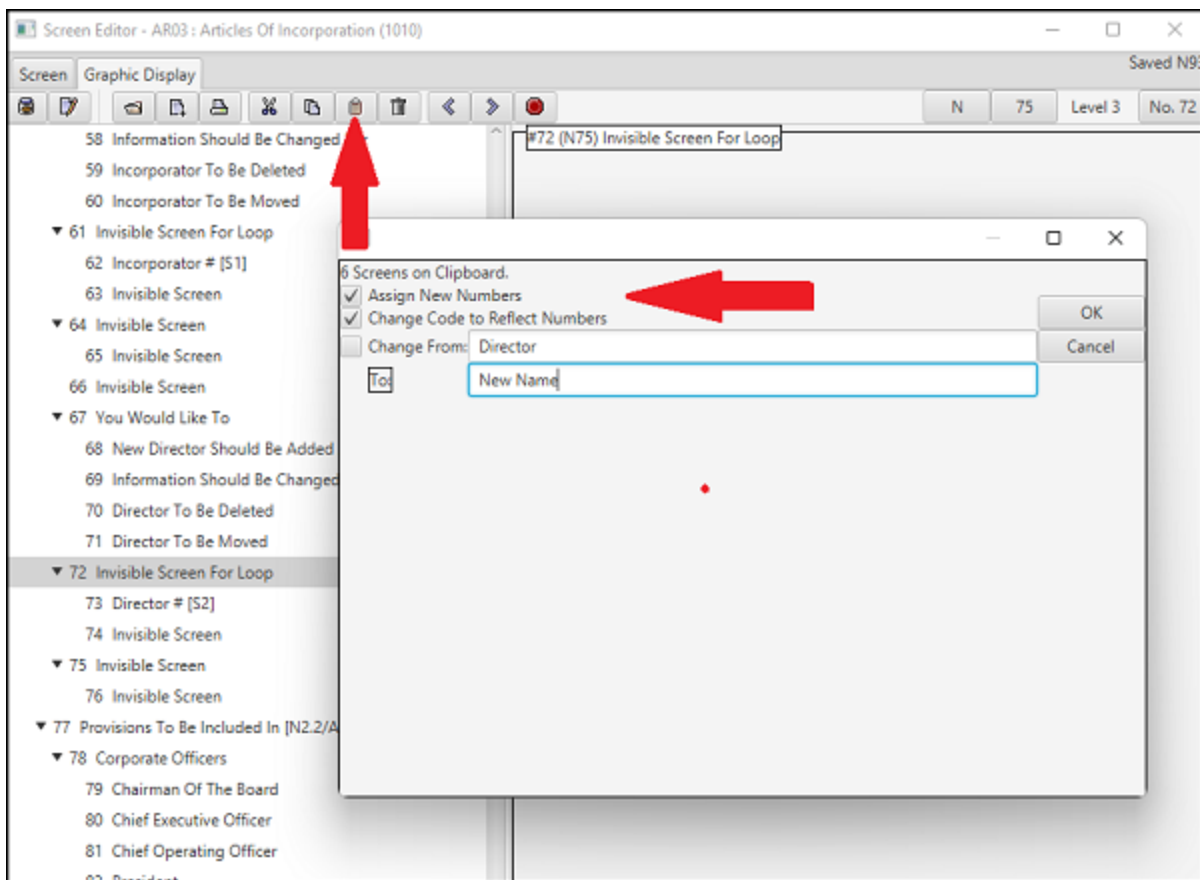 Screen Editor - AR03 : Articles Of Incorporation (1010)
Screen Graphic Display
Saved
N 75 Level 3 No. 72
58 Information Should Be Changed
59 Incorporator To Be Deleted
60 Incorporator To Be Moved
61 Invisible Screen For Loop
62 Incorporator # [S1]
63 Invisible Screen
64 Invisible Screen
65 Invisible Screen
66 Invisible Screen
67 You Would Like To
68 New Director Should Be Added
69 Information Should Be Changed
70 Director To Be Deleted
71 Director To Be Moved
72 Invisible Screen For Loop
73 Director # [S2]
74 Invisible Screen
75 Invisible Screen
76 Invisible Screen
77 Provisions To Be Included In [N2.2/A
78 Corporate Officers
79 Chairman Of The Board
80 Chief Executive Officer
81 Chief Operating Officer
#72 (N75) Invisible Screen For Loop
6 Screens on Clipboard.
Assign New Numbers
Change Code to Reflect Numbers
Change From: Director
To: New Name
OK
Cancel